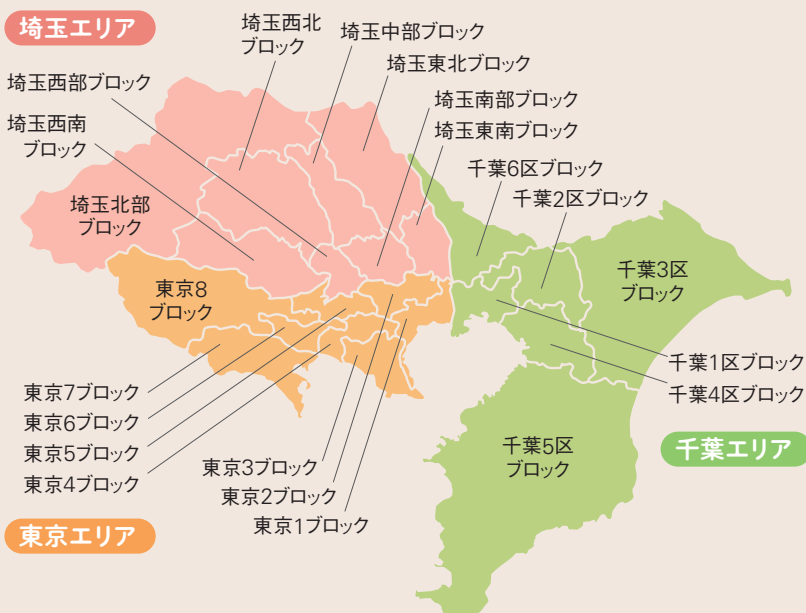 埼玉エリア
埼玉西北
ブロック
埼玉中部ブロック
埼玉東北ブロック
埼玉西部ブロック
埼玉南部ブロック
埼玉西南
ブロック
埼玉東南ブロック
千葉6区ブロック
千葉2区ブロック
埼玉北部
ブロック
千葉3区
ブロック
東京8
ブロック
千葉1区ブロック
千葉4区ブロック
東京7ブロック
東京6ブロック
東京5ブロック
東京4ブロック
東京3ブロック
東京2ブロック
東京1ブロック
千葉5区
ブロック
千葉エリア
東京エリア